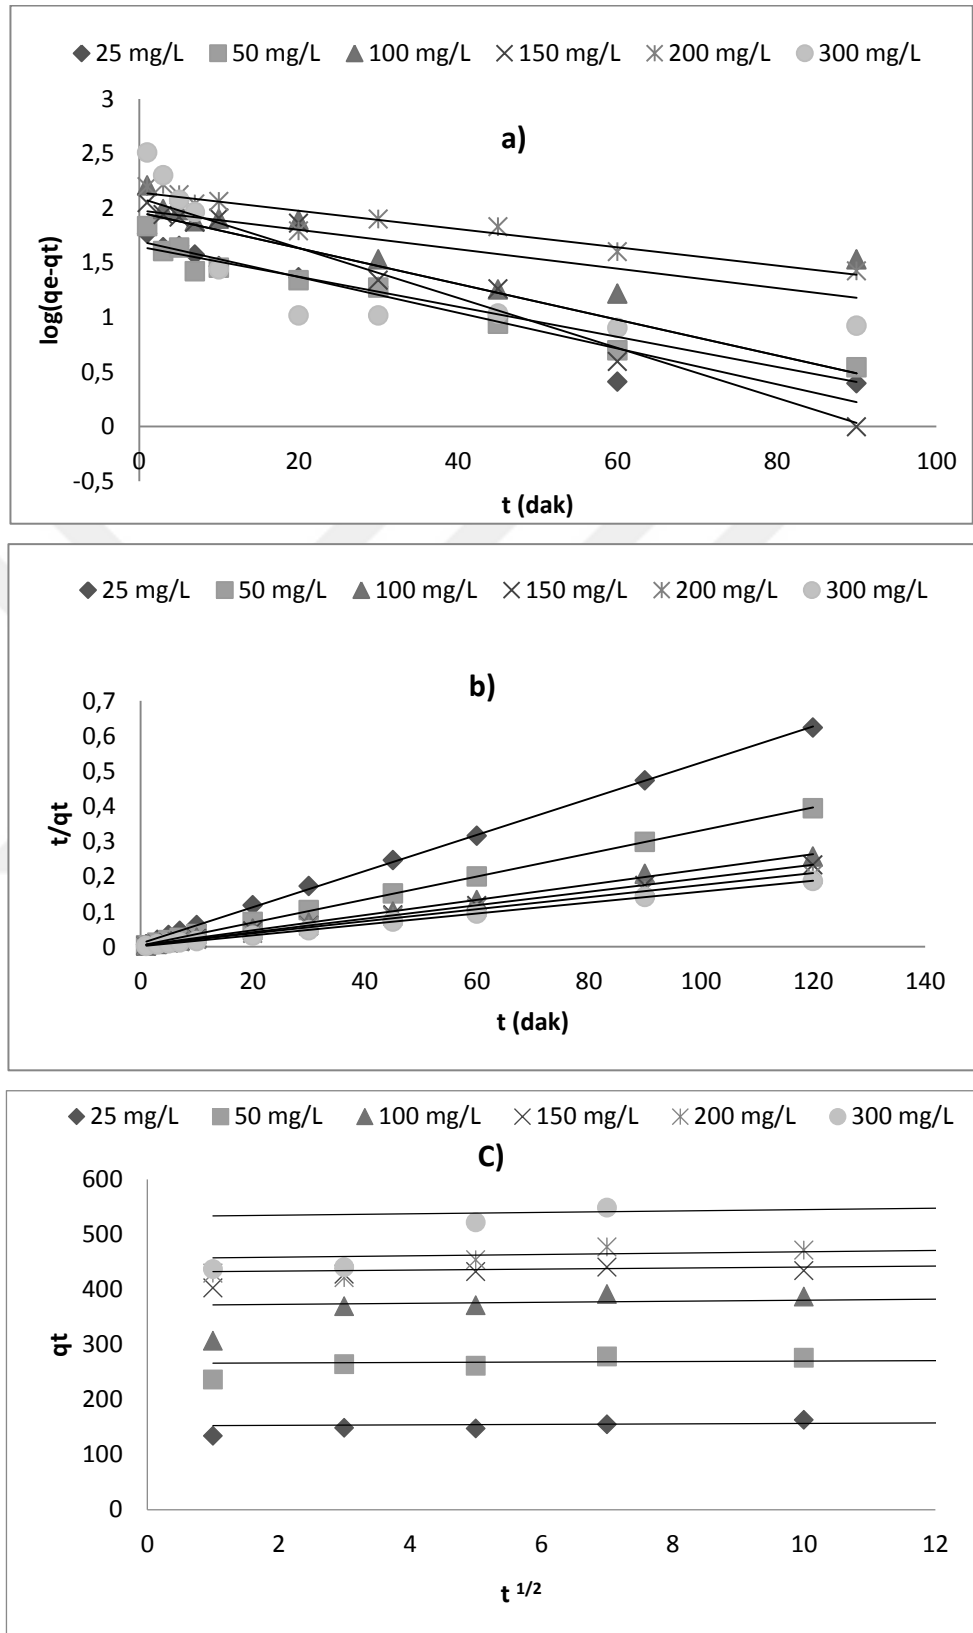 25 mg/L 50 mg/L 100 mg/L 150 mg/L 200 mg/L 300 mg/L
a)
3
2,5
2
1,5
1
0,5
0
-0,5
log(qe-qt)
0 20 40 60 80 100
t (dak)
25 mg/L 50 mg/L 100 mg/L 150 mg/L 200 mg/L 300 mg/L
b)
0,7
0,6
0,5
0,4
0,3
0,2
0,1
0
t/qt
0 20 40 60 80 100 120 140
t (dak)
25 mg/L 50 mg/L 100 mg/L 150 mg/L 200 mg/L 300 mg/L
C)
600
500
400
300
200
100
0
qt
0 2 4 6 8 10 12
t 1/2